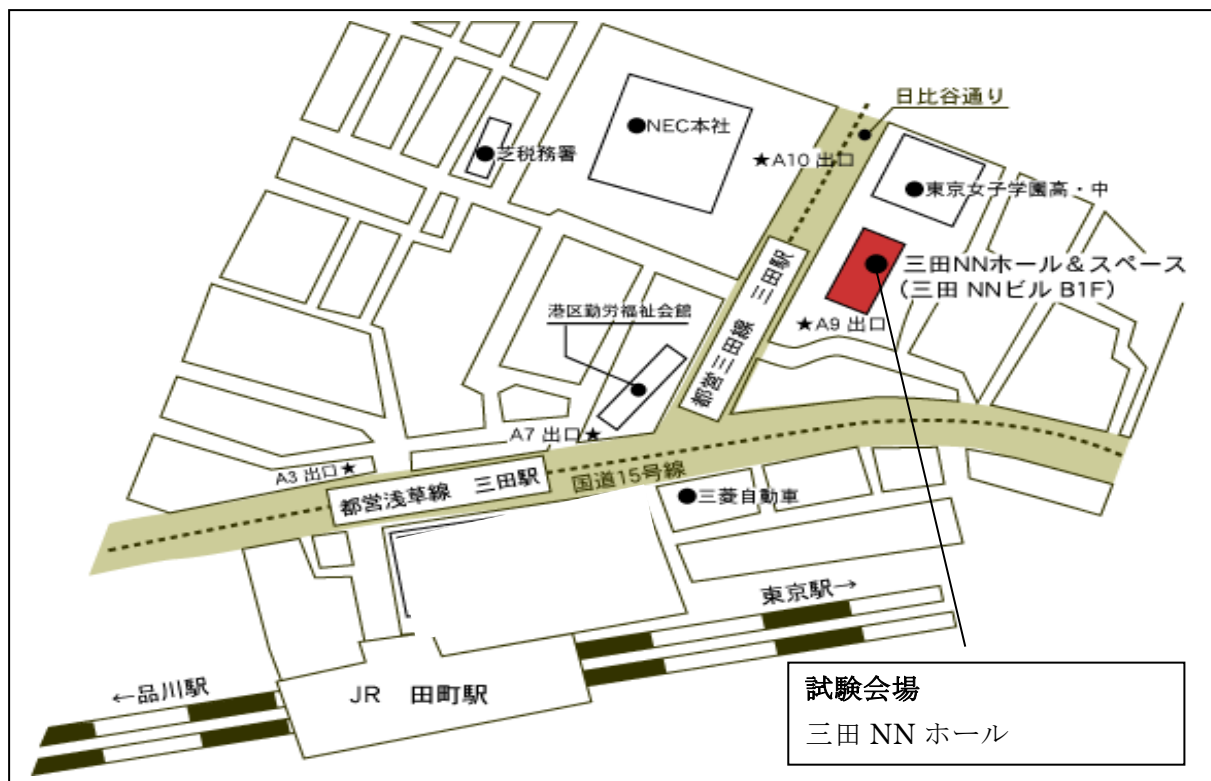 日比谷通り
●NEC本社
●芝税務署
★A10 出口
●東京女子学園高・中
三田NNホール＆スペース
（三田 NNビル B1F）
港区勤労福祉会館
都営三田線 三田駅
★A9 出口
A7 出口★
A3 出口★
都営浅草線 三田駅
国道15号線
●三菱自動車
東京駅→
←品川駅
JR 田町駅
試験会場
三田 NN ホール